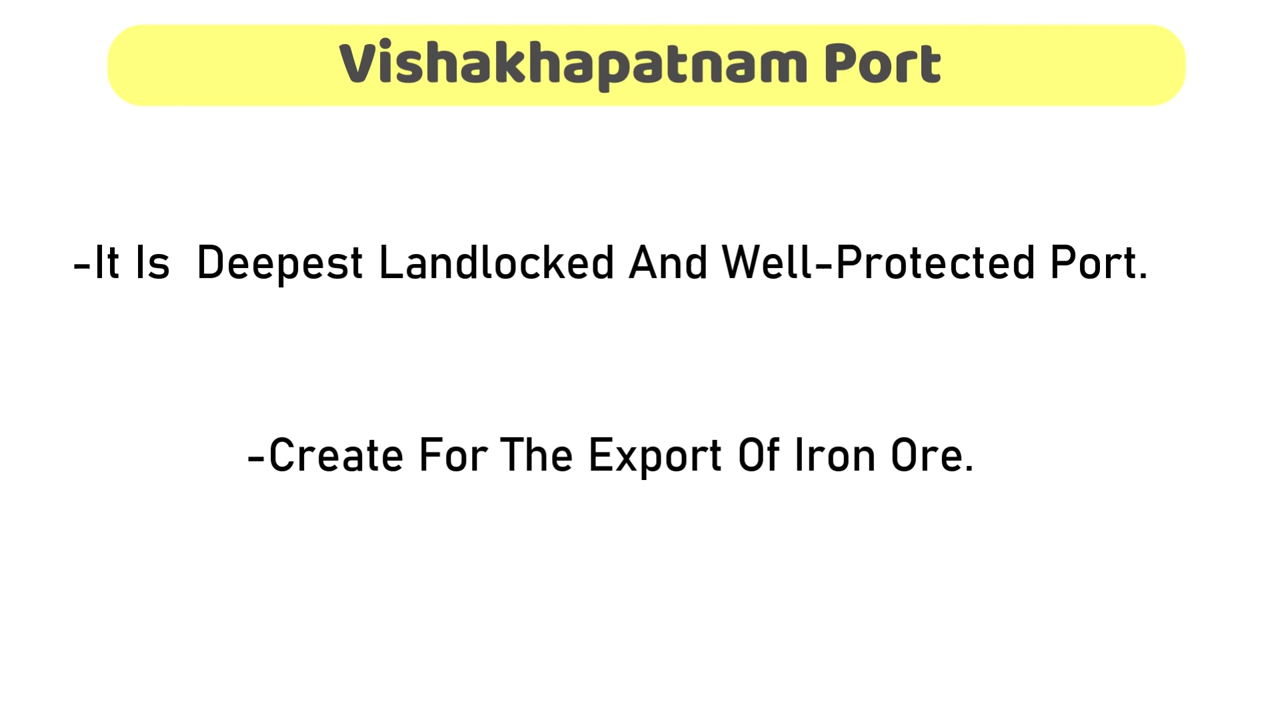 Vishakhapatnam Port
-It Is  Deepest Landlocked And Well-Protected Port.
-Create For The Export Of Iron Ore.